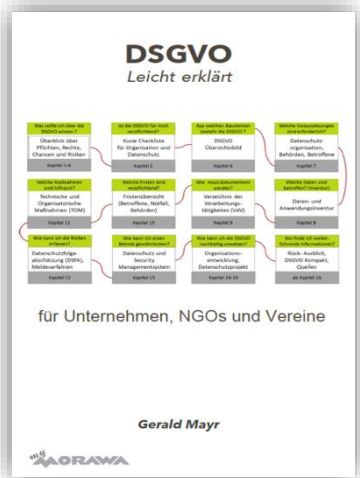 DSGVO
Leicht erklärt
Was sollte ich über die
DSGVO wissen?
Überblick über
Pflichten, Rechte,
Chancen und Risiken
Kapitel 1-4
Ist die DSGVO für mich
verpflichtend?
Kurze Checkliste
für Organisation und
Datenschutz
Kapitel 5
Aus welchen Bausteinen
besteht die DSGVO?
DSGVO
Übersichtsbild
Kapitel 6
Welche Voraussetzungen
sind erforderlich?
Datenschutz-
organisation,
Behörden, Betroffene
Kapitel 7
Welche Maßnahmen
sind hilfreich?
Technische und
Organisatorische
Maßnahmen (TOM)
Kapitel 11
Welche Fristen sind
verpflichtend?
Fristenübersicht
(Betroffene, Notfall,
Behörden)
Kapitel 10
Wie muss dokumentiert
werden?
Verzeichnis der
Verarbeitungs-
tätigkeiten (VdV)
Kapitel 9
Welche Daten sind
betroffen? (Inventur)
Daten- und
Anwendungsinventur
Kapitel 8
Wie kann ich die Risiken
erfassen?
Datenschutzfolge-
abschätzung (DSFA),
Meldeverfahren
Kapitel 12
Wie kann ich einen
Betrieb gewährleisten?
Datenschutz und
Security
Managementsystem
Kapitel 13
Wie kann ich die DSGVO
nachhaltig umsetzen?
Organisations-
entwicklung,
Datenschutzprojekt
Kapitel 14-15
Wo finde ich weiter-
führende Informationen?
Rück- Ausblick,
DSGVO Kompakt,
Quellen
ab Kapitel 16
für Unternehmen, NGOs und Vereine
Gerald Mayr
my MORAWA